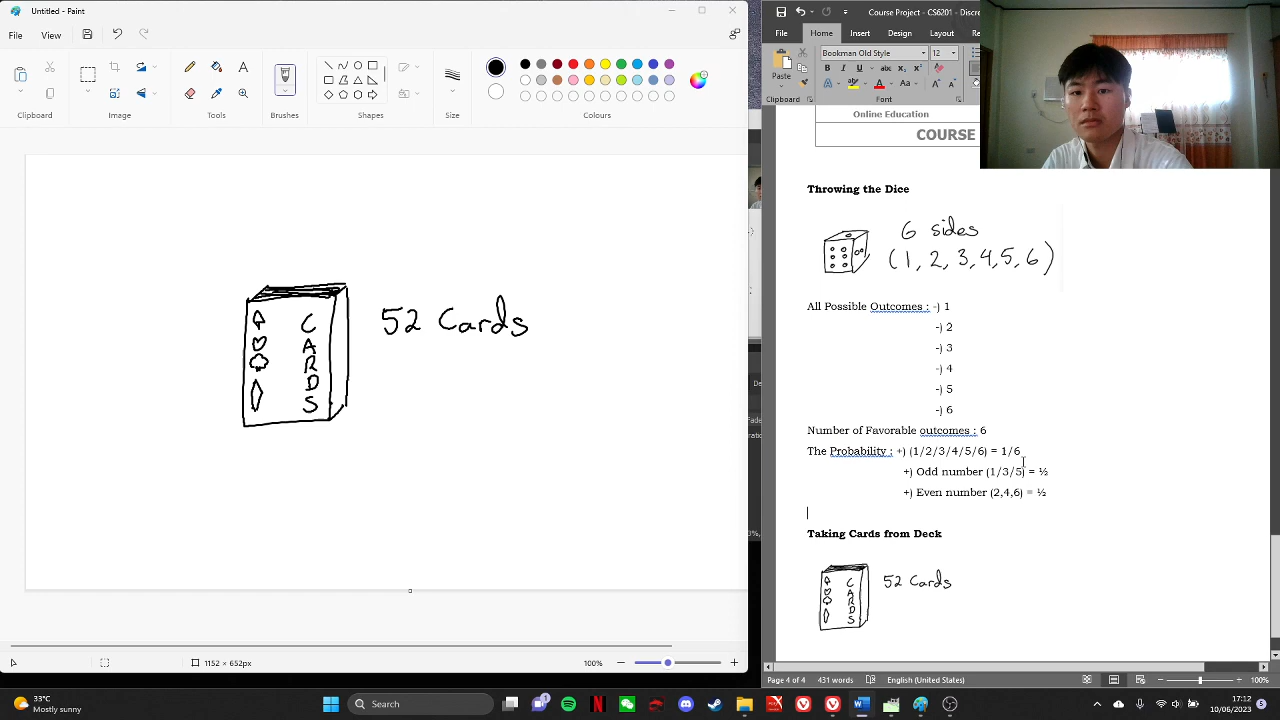 Untitled - Paint
File
Edit
View
Clipboard
Image
Tools
Brushes
Shapes
Size
Colours
52 Cards
C
A
R
D
S
100%
1152 × 652px
Course Project - CS6201 Discre
File
Home
Insert
Draw
Design
Paste
Clipboard
Bookman Old Style
12
B I U
Font
Online Education
COURSE
Throwing the Dice
6 sides
(1, 2, 3, 4, 5, 6)
All Possible Outcomes : -) 1
-) 2
-) 3
-) 4
-) 5
-) 6
Number of Favorable outcomes : 6
The Probability : +) (1/2/3/4/5/6) = 1/6
+) Odd number (1/3/5) = ½
+) Even number (2,4,6) = ½
Taking Cards from Deck
52 Cards
C
A
R
D
S
Page 4 of 4
431 words
English (United States)
100%
33°C
Mostly sunny
Search
17:12
10/06/2023